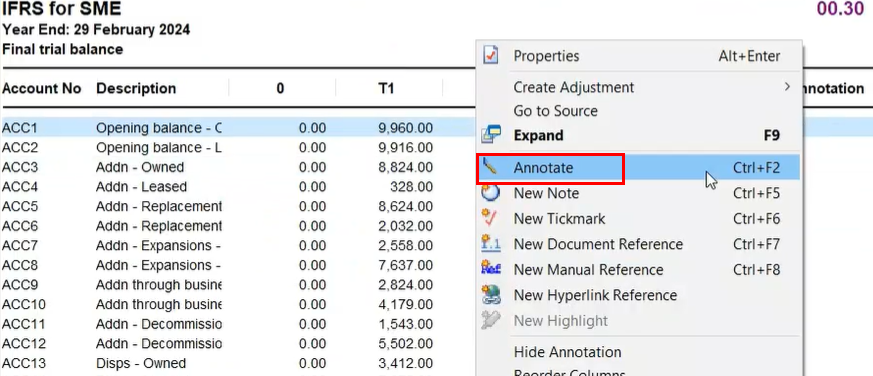 IFRS for SME
00.30
Year End: 29 February 2024
Final trial balance
Account No Description 0 T1 nnotation
ACC1 Opening balance - C 0.00 9,960.00
ACC2 Opening balance - L 0.00 9,916.00
ACC3 Addn - Owned 0.00 8,824.00
ACC4 Addn - Leased 0.00 328.00
ACC5 Addn - Replacement 0.00 8,624.00
ACC6 Addn - Replacement 0.00 2,032.00
ACC7 Addn - Expansions - 0.00 2,558.00
ACC8 Addn - Expansions - 0.00 7,637.00
ACC9 Addn through busine 0.00 2,824.00
ACC10 Addn through busine 0.00 4,179.00
ACC11 Addn - Decommissio 0.00 1,543.00
ACC12 Addn - Decommissio 0.00 5,502.00
ACC13 Disps - Owned 0.00 3,412.00
Properties Alt+Enter
Create Adjustment
Go to Source
Expand F9
Annotate Ctrl+F2
New Note Ctrl+F5
New Tickmark Ctrl+F6
New Document Reference Ctrl+F7
New Manual Reference Ctrl+F8
New Hyperlink Reference
New Highlight
Hide Annotation
Reorder Columns